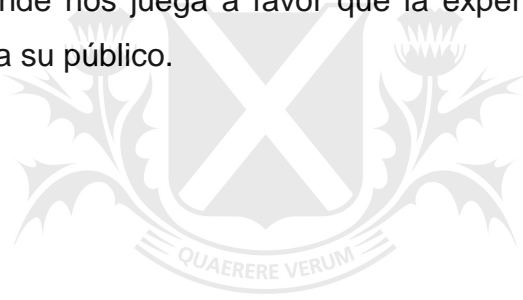 nde nos juega a favor que la exper
a su público.
QUAERERE VERUM